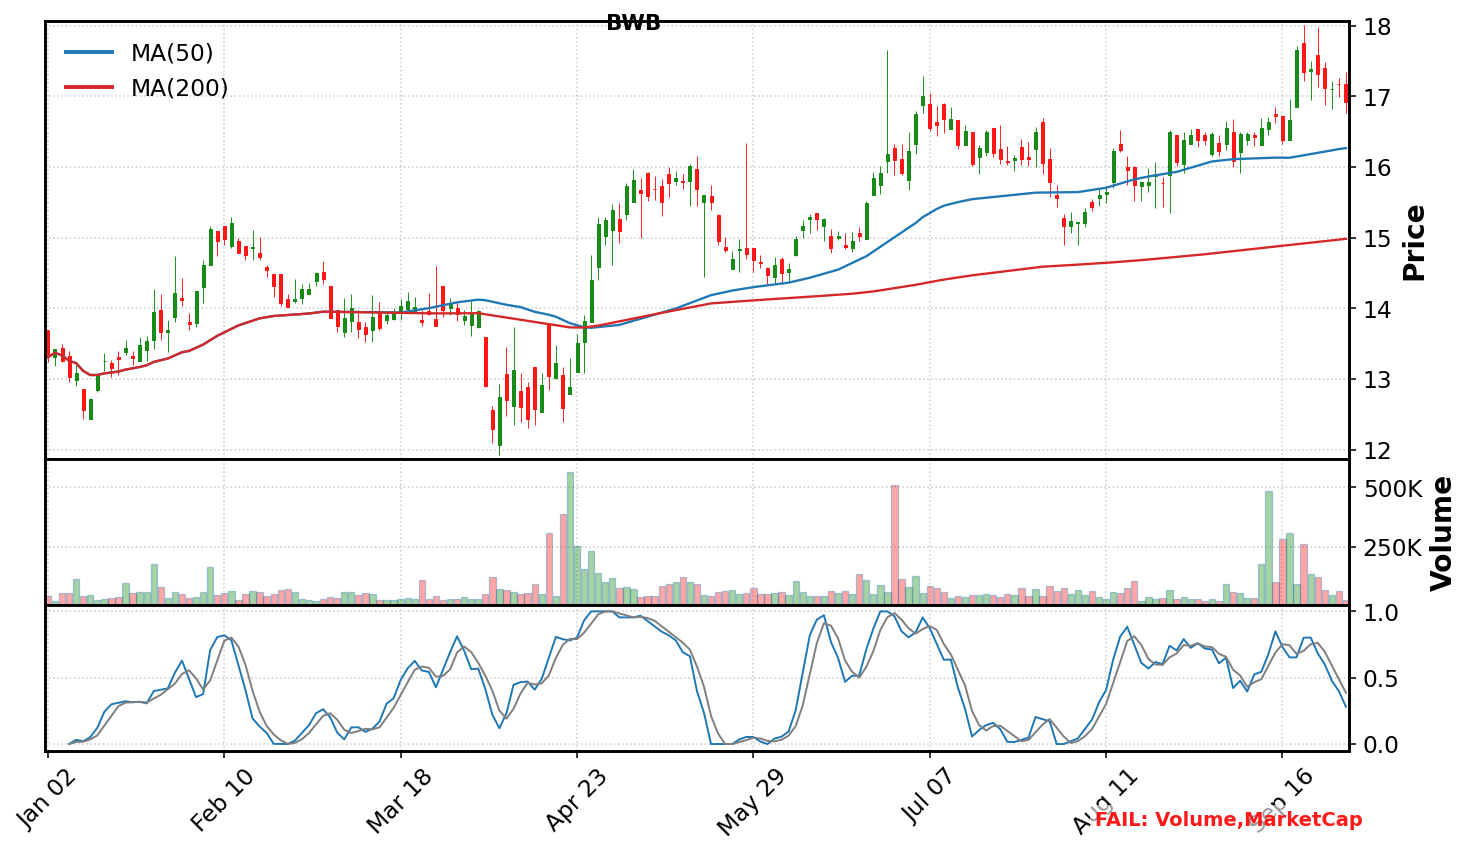 BWB
MA(50)
MA(200)
18
17
16
15
14
13
12
Price
500K
250K
Volume
1.0
0.5
0.0
Jan 02
Feb 10
Mar 18
Apr 23
May 29
Jul 07
Aug 11
Sep 16
FAIL: Volume,MarketCap